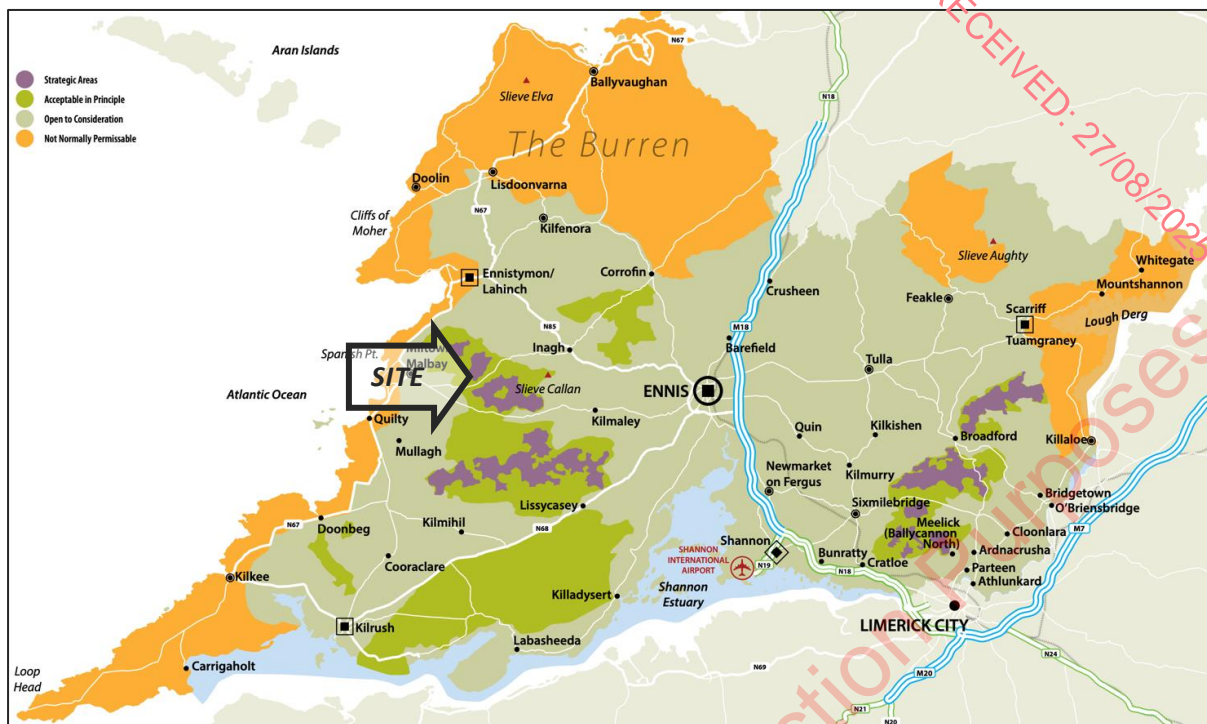 RECEIVED: 27/08/2025
Aran Islands
N67
Ballyvaughan
Slieve Elva
The Burren
N18
Strategic Areas
Acceptable in Principle
Open to Consideration
Not Normally Permissable
Doolin
Lisdoonvarna
Cliffs of
Moher
N67
Kilfenora
Ennistymon/
Lahinch
Corrofin
Crusheen
Slieve Aughty
Whitegate
Mountshannon
Feakle
Scarriff
Tuamgraney
Lough Derg
N85
M18
Inagh
Barefield
Spanish Pt.
Miltown
Malbay
SITE
Slieve Callan
Tulla
Atlantic Ocean
ENNIS
Quilty
Kilmaley
Mullagh
Quin
Kilkishen
Broadford
Killaloe
Newmarket
on Fergus
Kilmurry
Lissycasey
Sixmilebridge
Bridgetown
O'Briensbridge
N67
Doonbeg
Kilmihil
N68
Meelick
(Ballycannon
North)
Cloonlara
M7
Shannon
SHANNON
INTERNATIONAL
AIRPORT
N19
Bunratty
N18
Cratloe
Ardnacrusha
Parteen
Athlunkard
Cooraclare
Kilkee
Killadysert
Shannon
Estuary
Kilrush
Labasheeda
LIMERICK CITY
Carrigaholt
Loop
Head
N69
N24
M20
N21
N20
ction Purposes